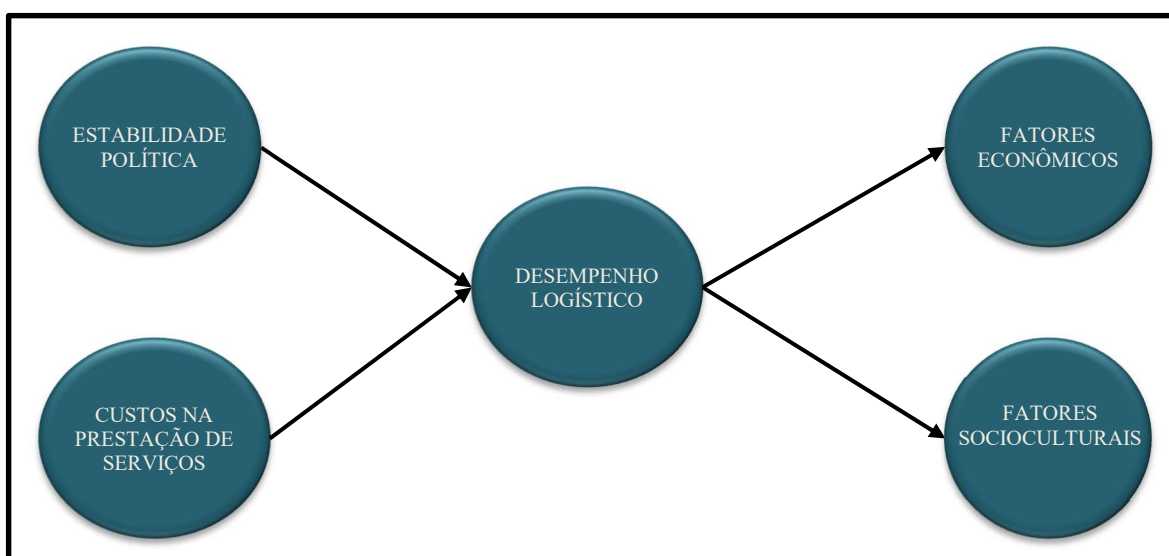 ESTABILIDADE
POLÍTICA
FATORES
ECONÔMICOS
DESEMPENHO
LOGÍSTICO
CUSTOS NA
PRESTAÇÃO DE
SERVIÇOS
FATORES
SOCIOCULTURAIS